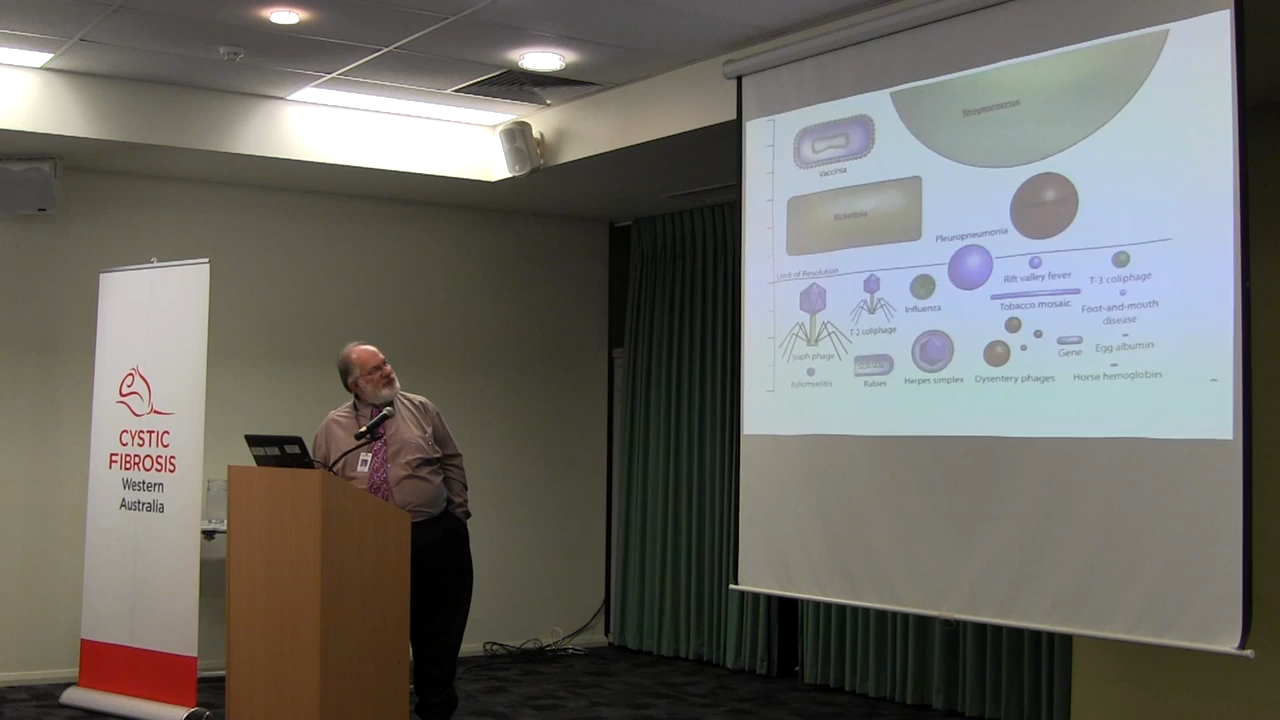 CYSTIC
FIBROSIS
Western
Australia
Streptococcus
Vaccinia
Rickettsia
Pleuropneumonia
Limit of Resolution
Rift valley fever
T-3 coliphage
Tobacco mosaic
Foot-and-mouth
disease
Influenza
T-2 coliphage
Staph phage
Gene
Egg albumin
Rabies
Herpes simplex
Dysentery phages
Horse hemoglobin